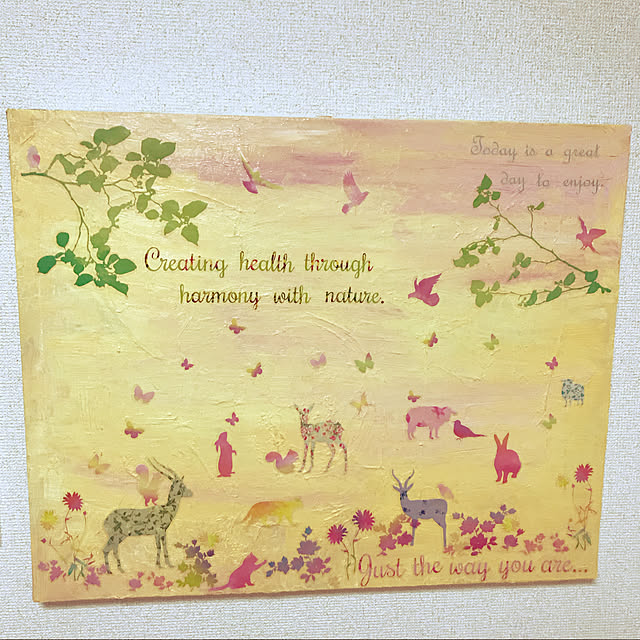 Today is a great
day to enjoy.
Creating health through
harmony with nature.
Just the way you are...